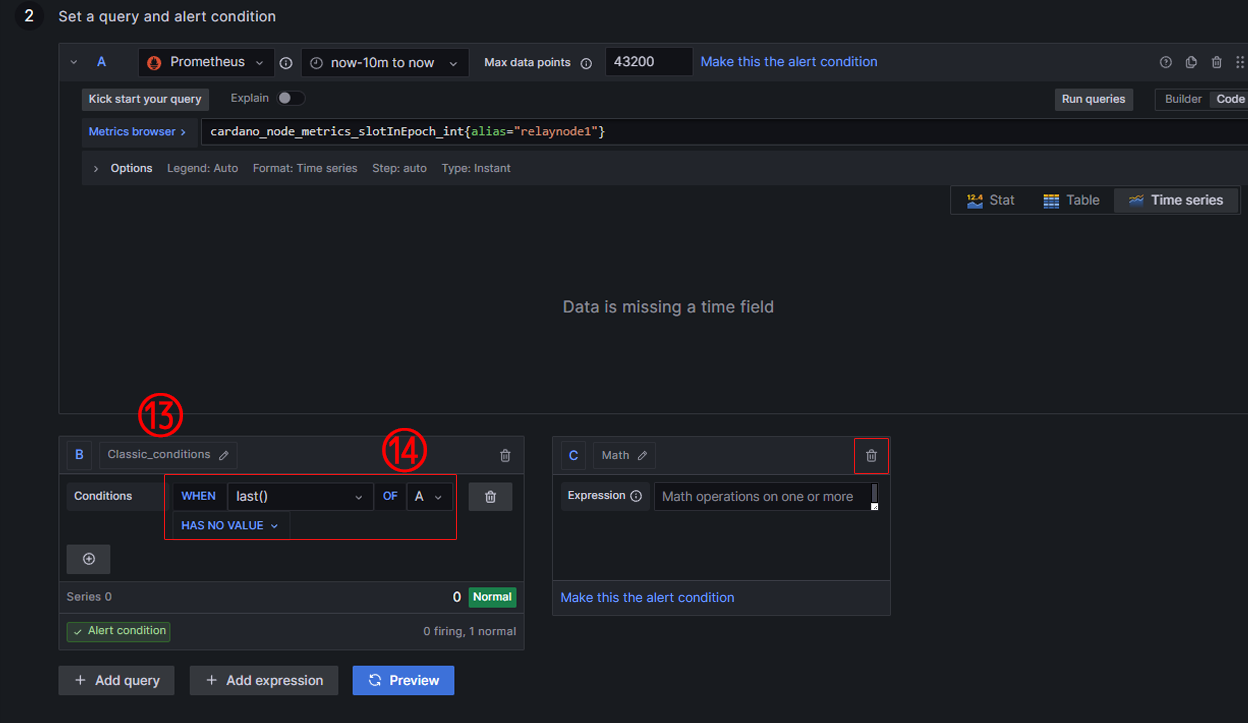 2 Set a query and alert condition
A Prometheus now-10m to now Max data points 43200 Make this the alert condition
Kick start your query Explain Run queries Builder Code
Metrics browser > cardano_node_metrics_slotInEpoch_int{alias="relaynode1"}
> Options Legend: Auto Format: Time series Step: auto Type: Instant
12.4 Stat Table Time series
Data is missing a time field
⑬
⑭
B Classic_conditions
Conditions WHEN last() OF A
HAS NO VALUE
Series 0 0 Normal
Alert condition 0 firing, 1 normal
C Math
Expression Math operations on one or more
Make this the alert condition
+ Add query + Add expression Preview